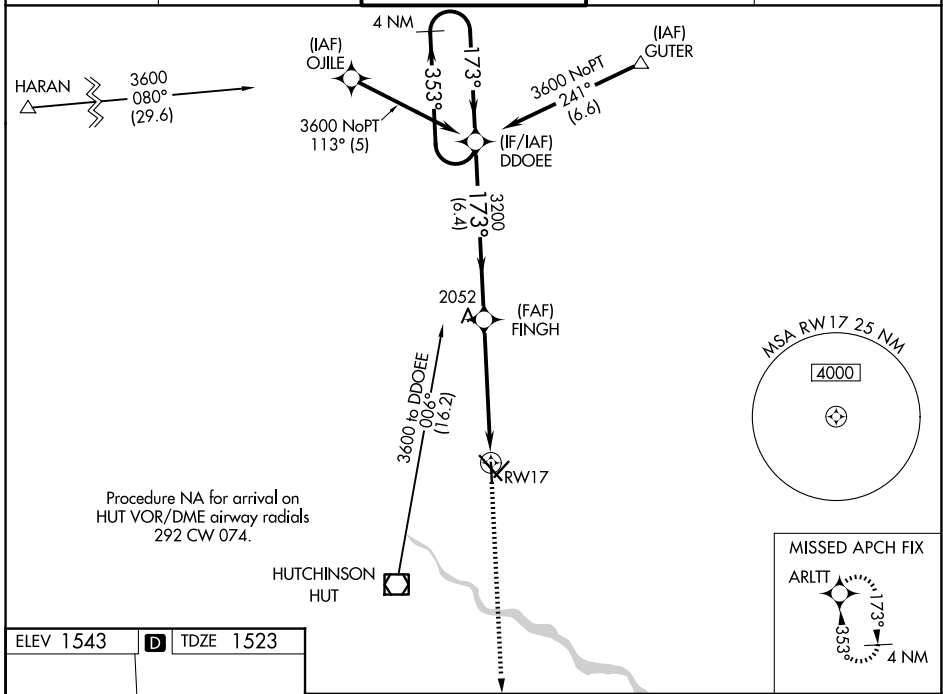 4 NM
(IAF)
OJILE
(IAF)
GUTER
HARAN
3600
080°
(29.6)
353°
173°
3600 NoPT
241°
(6.6)
3600 NoPT
113° (5)
(IF/IAF)
DDOEE
3200
173°
(6.4)
2052
(FAF)
FINGH
MSA RW17 25 NM
4000
3600 to DDOEE
006°
(16.2)
RW17
Procedure NA for arrival on
HUT VOR/DME airway radials
292 CW 074.
HUTCHINSON
HUT
MISSED APCH FIX
ARLTT
353°
173°
4 NM
ELEV 1543 D TDZE 1523